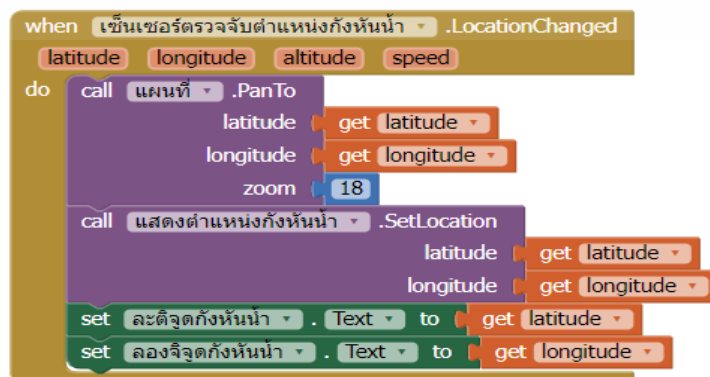 when เซ็นเซอร์ตรวจจับตำแหน่งกังหันน้ำ .LocationChanged
latitude longitude altitude speed
do call แผนที่ .PanTo
latitude get latitude
longitude get longitude
zoom 18
call แสดงตำแหน่งกังหันน้ำ .SetLocation
latitude get latitude
longitude get longitude
set ละติจูดกังหันน้ำ . Text to get latitude
set ลองจิจูดกังหันน้ำ . Text to get longitude